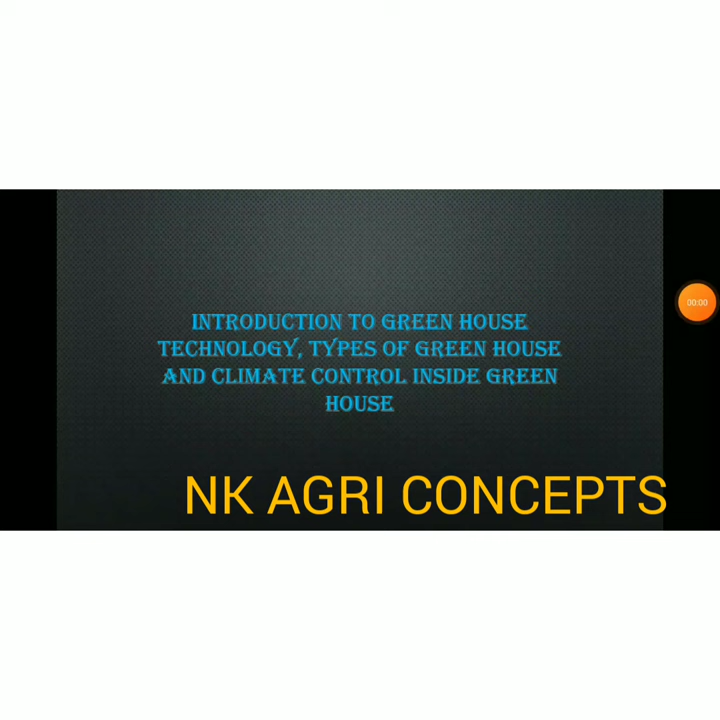 INTRODUCTION TO GREEN HOUSE
TECHNOLOGY, TYPES OF GREEN HOUSE
AND CLIMATE CONTROL INSIDE GREEN
HOUSE
NK AGRI CONCEPTS
00:00